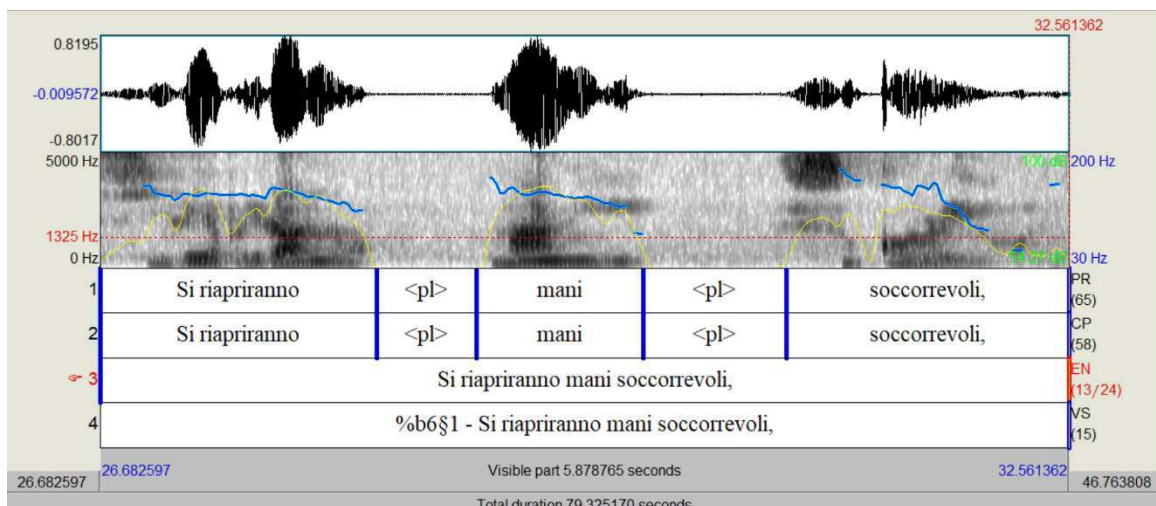 32.561362
0.8195
-0.009572
-0.8017
5000 Hz 100 dB 200 Hz
1325 Hz
0 Hz 30 Hz
1 Si riapriranno <pl> mani <pl> soccorrevoli, PR (65)
2 Si riapriranno <pl> mani <pl> soccorrevoli, CP (58)
3 Si riapriranno mani soccorrevoli, EN (13/24)
4 %b6§1 - Si riapriranno mani soccorrevoli, VS (15)
26.682597 Visible part 5.878765 seconds 32.561362
26.682597 46.763808
Total duration 79.325170 seconds